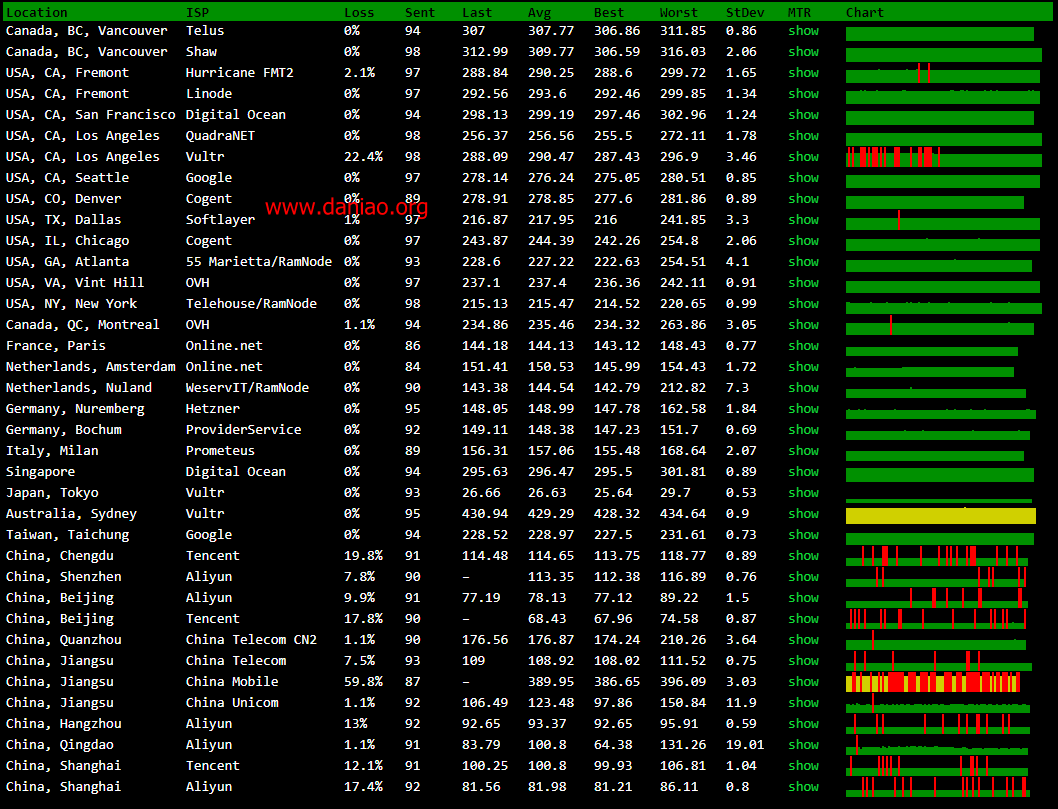 Location ISP Loss Sent Last Avg Best Worst StDev MTR Chart
Canada, BC, Vancouver Telus 0% 94 307 307.77 306.86 311.85 0.86 show
Canada, BC, Vancouver Shaw 0% 98 312.99 309.77 306.59 316.03 2.06 show
USA, CA, Fremont Hurricane FMT2 2.1% 97 288.84 290.25 288.6 299.72 1.65 show
USA, CA, Fremont Linode 0% 97 292.56 293.6 292.46 299.85 1.34 show
USA, CA, San Francisco Digital Ocean 0% 94 298.13 299.19 297.46 302.96 1.24 show
USA, CA, Los Angeles QuadraNET 0% 98 256.37 256.56 255.5 272.11 1.78 show
USA, CA, Los Angeles Vultr 22.4% 98 288.09 290.47 287.43 296.9 3.46 show
USA, CA, Seattle Google 0% 97 278.14 276.24 275.05 280.51 0.85 show
USA, CO, Denver Cogent 0% 89 278.91 278.85 277.6 281.86 0.89 show
www.daniao.org
USA, TX, Dallas Softlayer 1% 97 216.87 217.95 216 241.85 3.3 show
USA, IL, Chicago Cogent 0% 97 243.87 244.39 242.26 254.8 2.06 show
USA, GA, Atlanta 55 Marietta/RamNode 0% 93 228.6 227.22 222.63 254.51 4.1 show
USA, VA, Vint Hill OVH 0% 97 237.1 237.4 236.36 242.11 0.91 show
USA, NY, New York Telehouse/RamNode 0% 98 215.13 215.47 214.52 220.65 0.99 show
Canada, QC, Montreal OVH 1.1% 94 234.86 235.46 234.32 263.86 3.05 show
France, Paris Online.net 0% 86 144.18 144.13 143.12 148.43 0.77 show
Netherlands, Amsterdam Online.net 0% 84 151.41 150.53 145.99 154.43 1.72 show
Netherlands, Nuland WeservIT/RamNode 0% 90 143.38 144.54 142.79 212.82 7.3 show
Germany, Nuremberg Hetzner 0% 95 148.05 148.99 147.78 162.58 1.84 show
Germany, Bochum ProviderService 0% 92 149.11 148.38 147.23 151.7 0.69 show
Italy, Milan Prometeus 0% 89 156.31 157.06 155.48 168.64 2.07 show
Singapore Digital Ocean 0% 94 295.63 296.47 295.5 301.81 0.89 show
Japan, Tokyo Vultr 0% 93 26.66 26.63 25.64 29.7 0.53 show
Australia, Sydney Vultr 0% 95 430.94 429.29 428.32 434.64 0.9 show
Taiwan, Taichung Google 0% 94 228.52 228.97 227.5 231.61 0.73 show
China, Chengdu Tencent 19.8% 91 114.48 114.65 113.75 118.77 0.89 show
China, Shenzhen Aliyun 7.8% 90 – 113.35 112.38 116.89 0.76 show
China, Beijing Aliyun 9.9% 91 77.19 78.13 77.12 89.22 1.5 show
China, Beijing Tencent 17.8% 90 – 68.43 67.96 74.58 0.87 show
China, Quanzhou China Telecom CN2 1.1% 90 176.56 176.87 174.24 210.26 3.64 show
China, Jiangsu China Telecom 7.5% 93 109 108.92 108.02 111.52 0.75 show
China, Jiangsu China Mobile 59.8% 87 – 389.95 386.65 396.09 3.03 show
China, Jiangsu China Unicom 1.1% 92 106.49 123.48 97.86 150.84 11.9 show
China, Hangzhou Aliyun 13% 92 92.65 93.37 92.65 95.91 0.59 show
China, Qingdao Aliyun 1.1% 91 83.79 100.8 64.38 131.26 19.01 show
China, Shanghai Tencent 12.1% 91 100.25 100.8 99.93 106.81 1.04 show
China, Shanghai Aliyun 17.4% 92 81.56 81.98 81.21 86.11 0.8 show